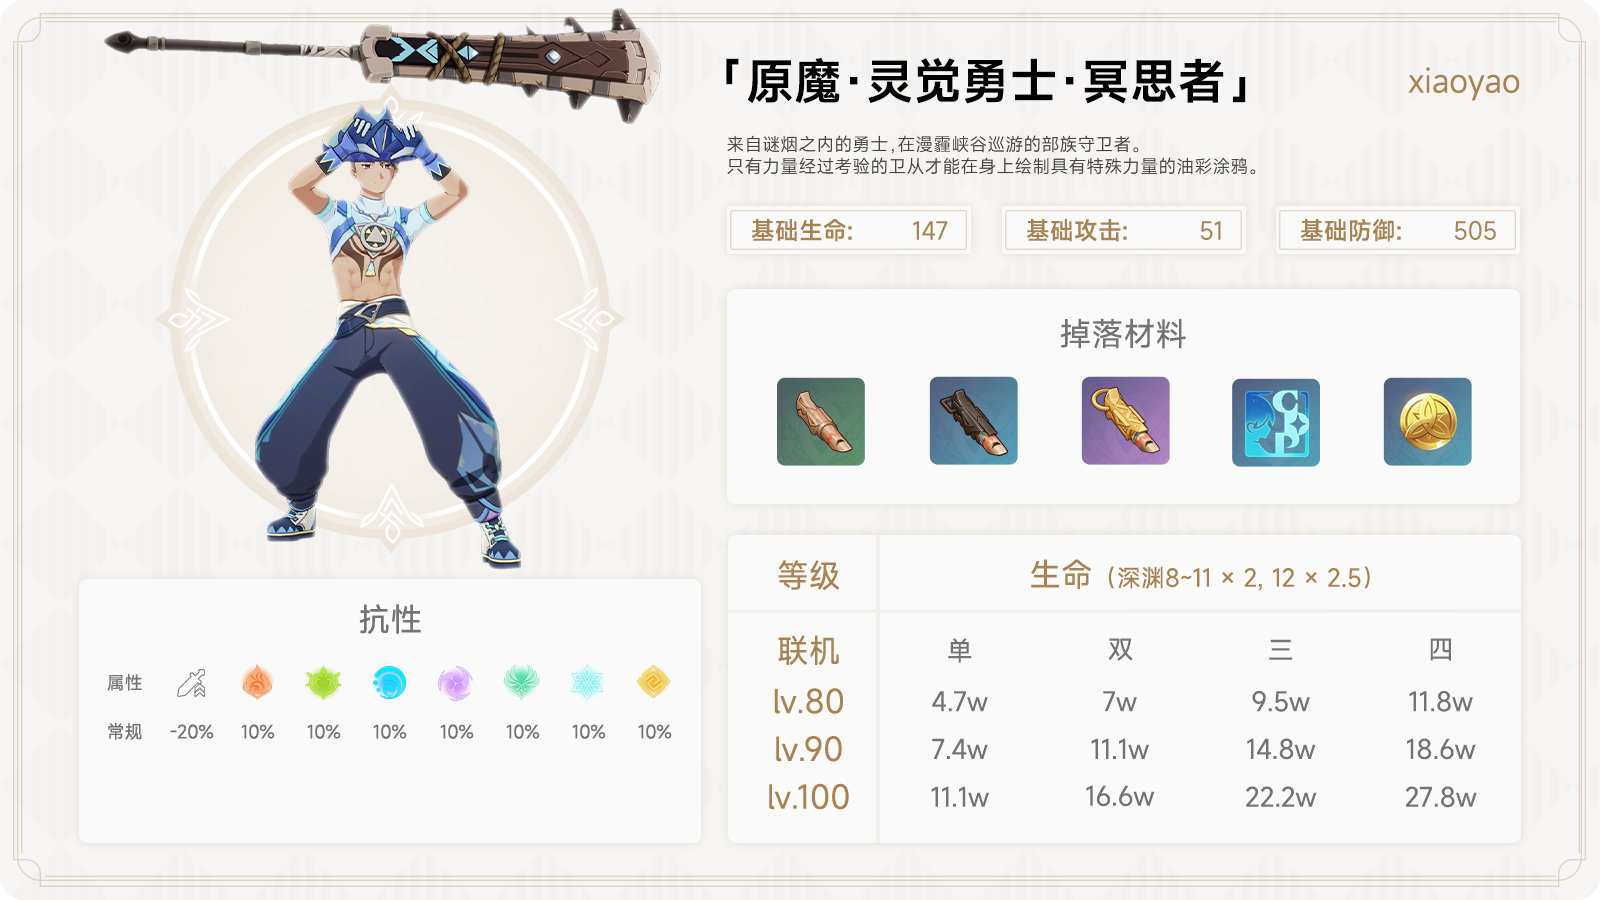 「原魔·灵觉勇士·冥思者」
xiaoyao
来自谜烟之内的勇士,在漫霾峡谷巡游的部族守卫者。
只有力量经过考验的卫从才能在身上绘制具有特殊力量的油彩涂鸦。
基础生命: 147
基础攻击: 51
基础防御: 505
掉落材料
抗性
属性
常规 -20% 10% 10% 10% 10% 10% 10% 10%
等级 生命（深渊8~11 × 2, 12 × 2.5）
联机 单 双 三 四
lv.80 4.7w 7w 9.5w 11.8w
lv.90 7.4w 11.1w 14.8w 18.6w
lv.100 11.1w 16.6w 22.2w 27.8w